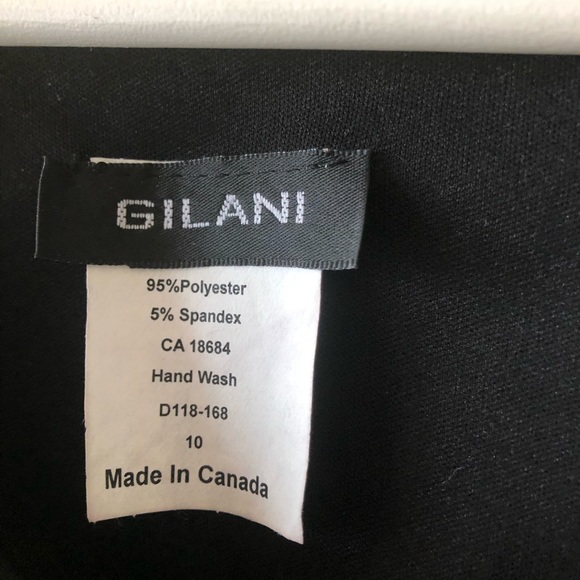 GILANI
95%Polyester
5% Spandex
CA 18684
Hand Wash
D118-168
10
Made In Canada